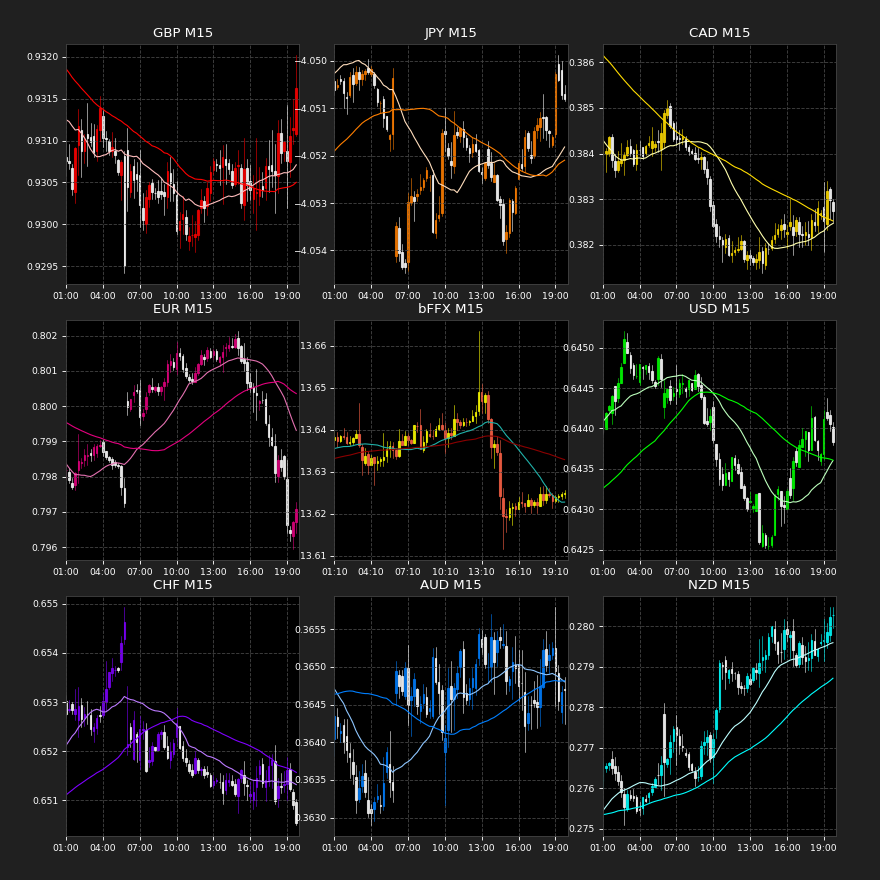 GBP M15
JPY M15
CAD M15
0.9320
0.9315
0.9310
0.9305
0.9300
0.9295
01:00 04:00 07:00 10:00 13:00 16:00 19:00
4.050
4.051
4.052
4.053
4.054
01:00 04:00 07:00 10:00 13:00 16:00 19:00
0.386
0.385
0.384
0.383
0.382
01:00 04:00 07:00 10:00 13:00 16:00 19:00
EUR M15
bFFX M15
USD M15
0.802
0.801
0.800
0.799
0.798
0.797
0.796
01:00 04:00 07:00 10:00 13:00 16:00 19:00
13.66
13.65
13.64
13.63
13.62
13.61
01:10 04:10 07:10 10:10 13:10 16:10 19:10
0.6450
0.6445
0.6440
0.6435
0.6430
0.6425
01:00 04:00 07:00 10:00 13:00 16:00 19:00
CHF M15
AUD M15
NZD M15
0.655
0.654
0.653
0.652
0.651
01:00 04:00 07:00 10:00 13:00 16:00 19:00
0.3655
0.3650
0.3645
0.3640
0.3635
0.3630
01:00 04:00 07:00 10:00 13:00 16:00 19:00
0.280
0.279
0.278
0.277
0.276
0.275
01:00 04:00 07:00 10:00 13:00 16:00 19:00